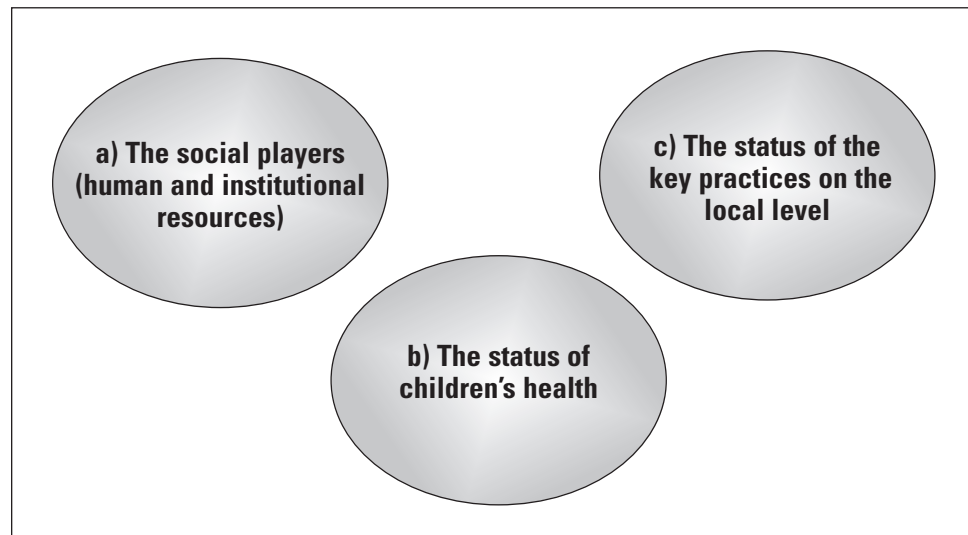 a) The social players
(human and institutional
resources)
b) The status of
children’s health
c) The status of the
key practices on the
local level